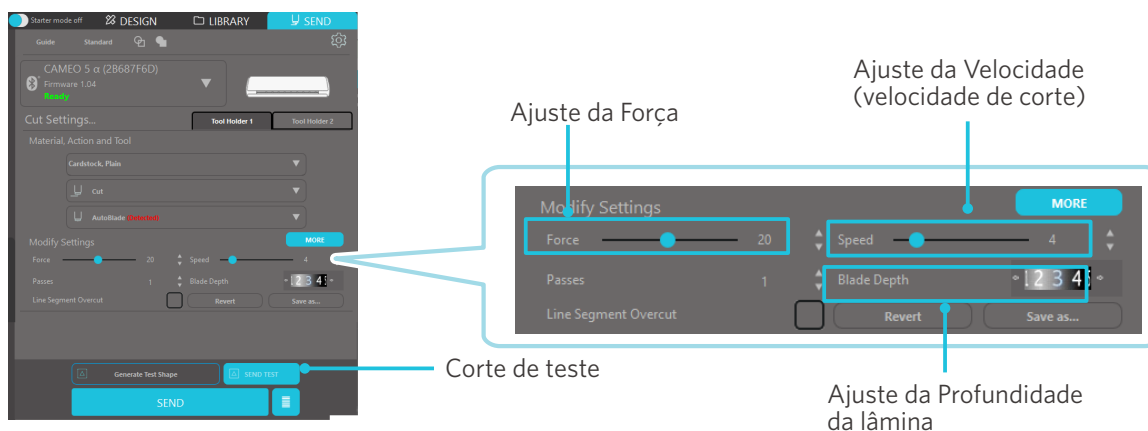 Starter mode off
DESIGN
LIBRARY
SEND
Guide
Standard
CAMEO 5 α (2B687F6D)
Firmware 1.04
Ready
Cut Settings...
Tool Holder 1
Tool Holder 2
Material, Action and Tool
Cardstock, Plain
Cut
AutoBlade (Detected)
Modify Settings
MORE
Force 20
Speed 4
Passes 1
Blade Depth 2 3 4
Line Segment Overcut
Revert
Save as...
Generate Test Shape
SEND TEST
SEND
Corte de teste
Ajuste da Força
Ajuste da Velocidade
(velocidade de corte)
Modify Settings
MORE
Force 20
Speed 4
Passes 1
Blade Depth 2 3 4
Line Segment Overcut
Revert
Save as...
Ajuste da Profundidade
da lâmina